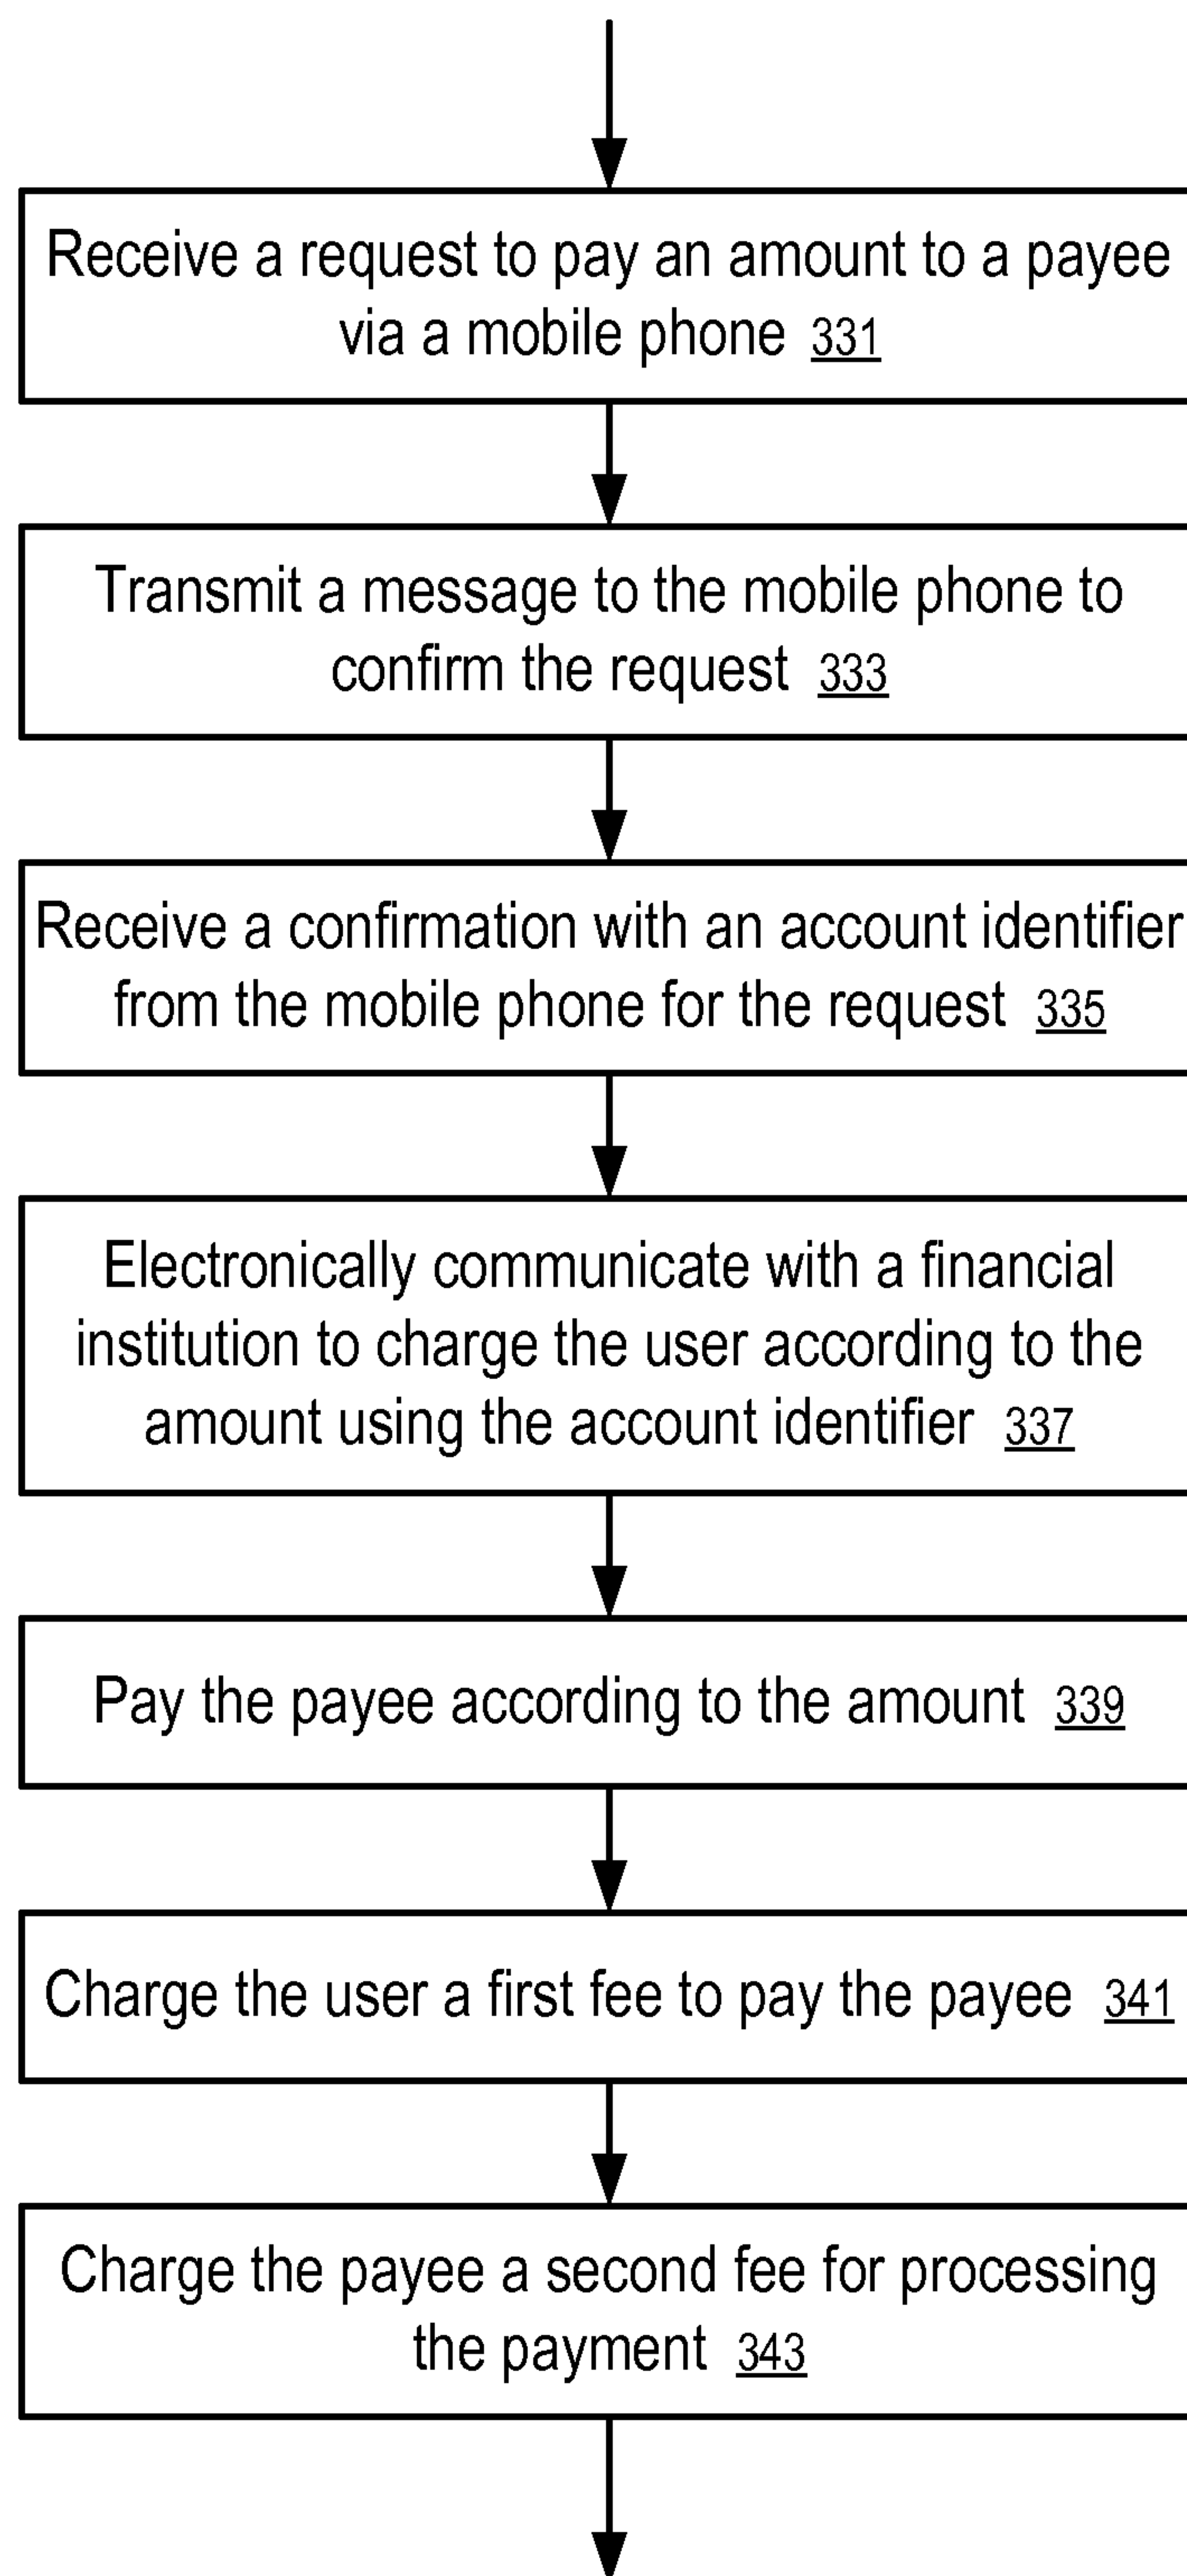 Receive a request to pay an amount to a payee
via a mobile phone 331
Transmit a message to the mobile phone to
confirm the request 333
Receive a confirmation with an account identifier
from the mobile phone for the request 335
Electronically communicate with a financial
institution to charge the user according to the
amount using the account identifier 337
Pay the payee according to the amount 339
Charge the user a first fee to pay the payee 341
Charge the payee a second fee for processing
the payment 343